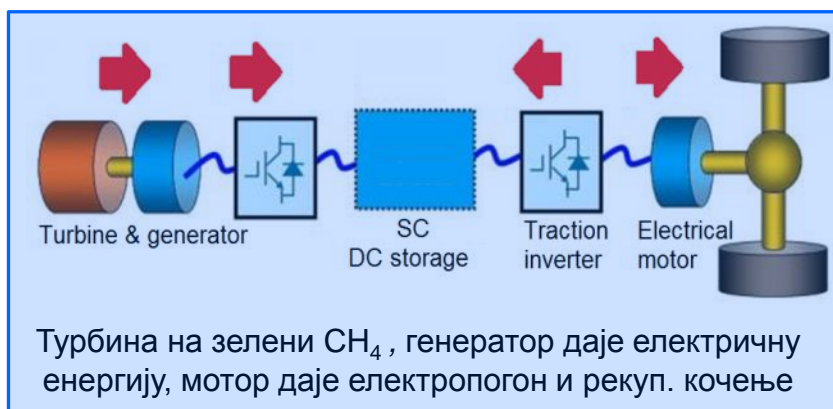 Turbine & generator
SC
DC storage
Traction
inverter
Electrical
motor
Турбина на зелени CH₄ , генератор даје електричну
енергију, мотор даје електропогон и рекуп. кочење